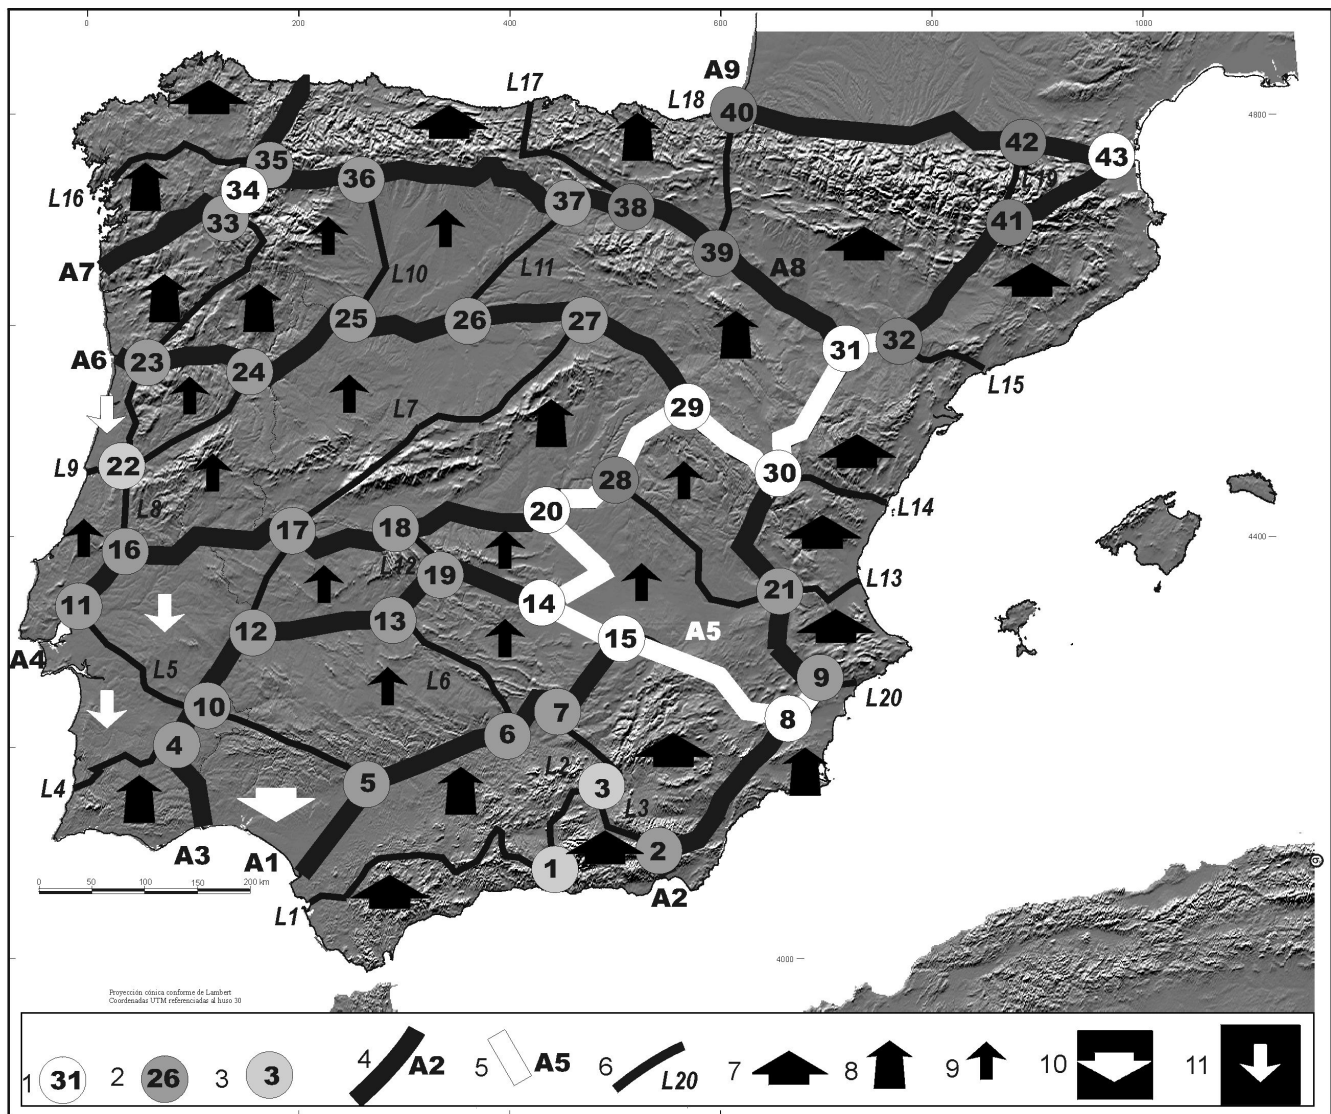 0 200 400 600 800 1000
A9
L17
L18
40
4800
42
43
35
L19
36
34
L16
37
38
33
41
39
A7
A8
L10
L11
25
26
27
32
31
A6
23
24
L15
29
L7
22
L9
30
28
L14
L8
20
18
17
4400
16
L12
19
L13
21
11
14
13
12
15
A5
A4
L5
L6
9
L20
10
7
8
6
4
L2
5
3
L4
L3
2
A3
A1
1
A2
0 50 100 150 200 km
L1
4000
Proyección cónica conforme de Lambert
Coordenadas UTM referenciadas al huso 30
1 31 2 26 3 3 4 A2 5 A5 6 L20 7 8 9 10 11